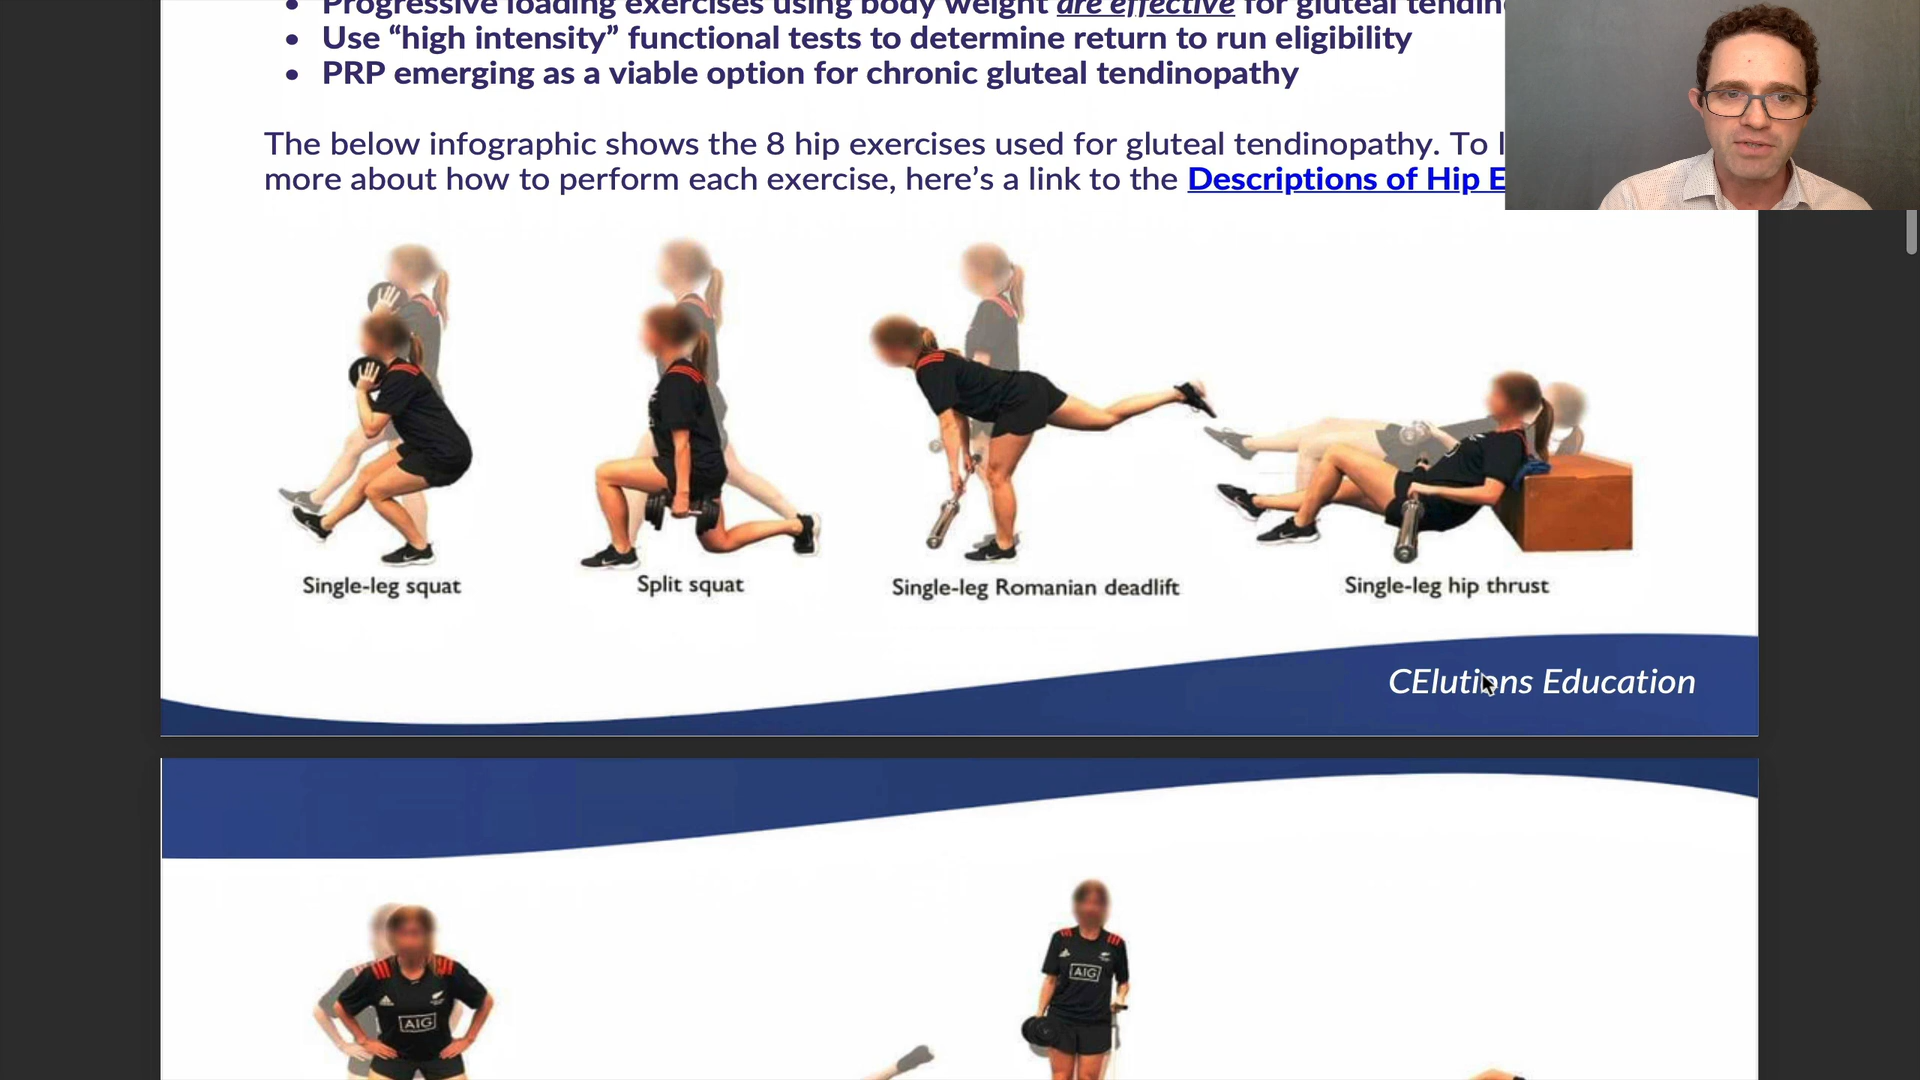 Progressive loading exercises using body weight are effective for gluteal
• Use “high intensity” functional tests to determine return to run eligibility
• PRP emerging as a viable option for chronic gluteal tendinopathy
The below infographic shows the 8 hip exercises used for gluteal tendinopathy. To
more about how to perform each exercise, here’s a link to the Descriptions of Hip
Single-leg squat
Split squat
Single-leg Romanian deadlift
Single-leg hip thrust
CElutions Education
AIG
AIG